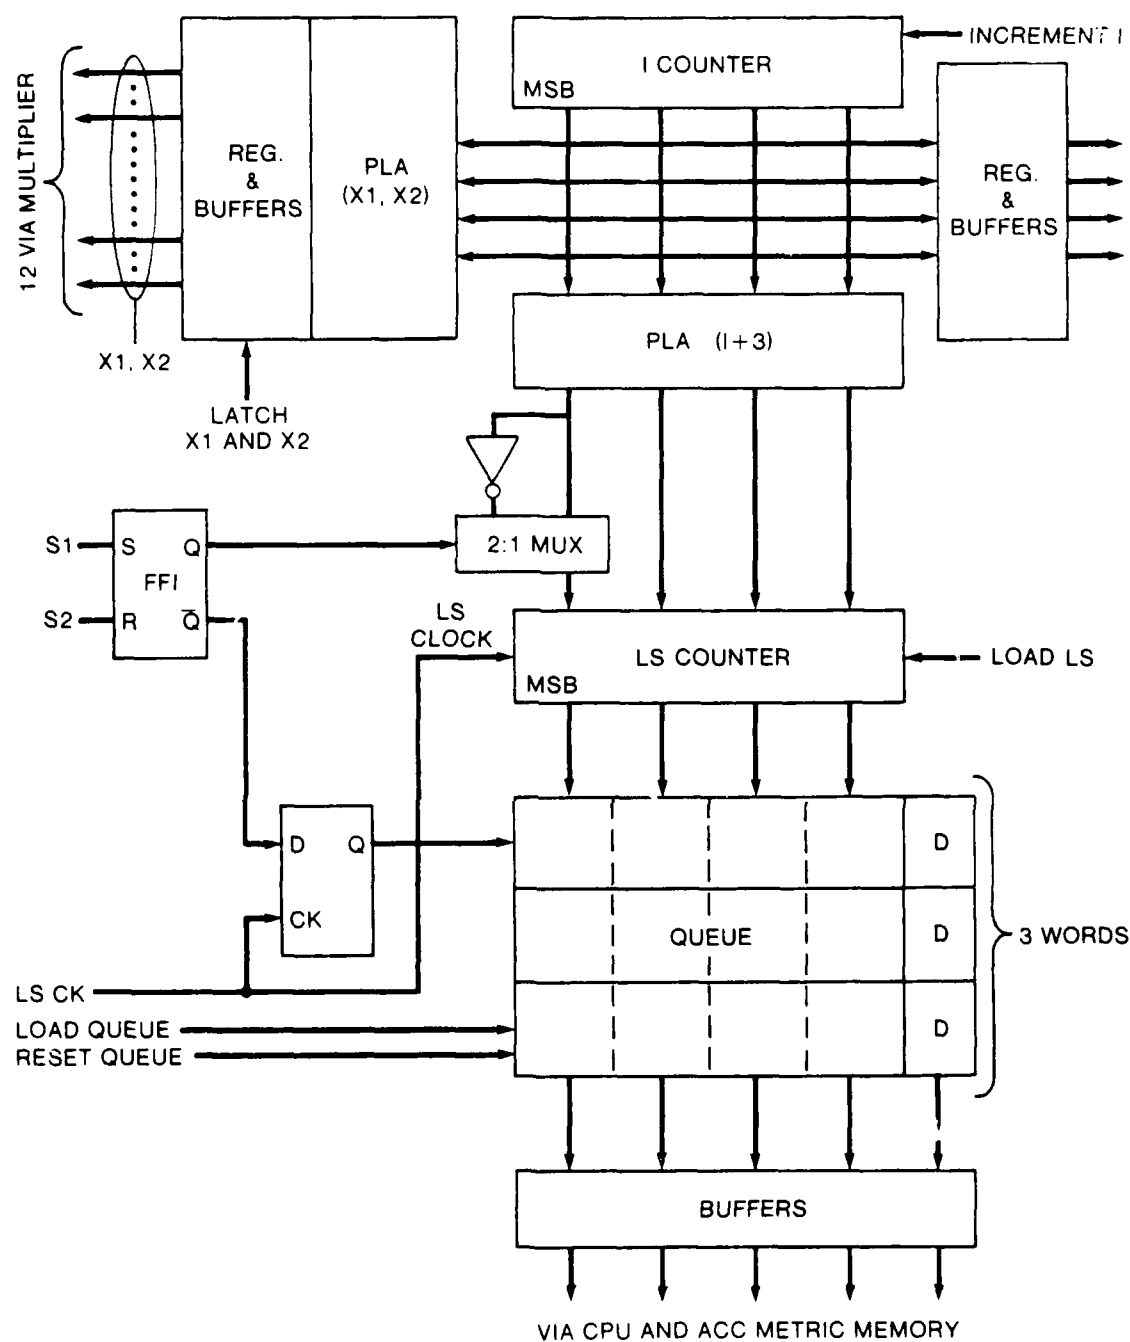 INCREMENT I
I COUNTER
MSB
12 VIA MULTIPLIER
REG.
&
BUFFERS
PLA
(X1, X2)
REG.
&
BUFFERS
X1, X2
LATCH
X1 AND X2
PLA (I+3)
2:1 MUX
S1
S
Q
FFI
S2
R
Q̅
LS
CLOCK
LS COUNTER
MSB
LOAD LS
D
Q
CK
D
QUEUE
D
3 WORDS
D
LS CK
LOAD QUEUE
RESET QUEUE
BUFFERS
VIA CPU AND ACC METRIC MEMORY